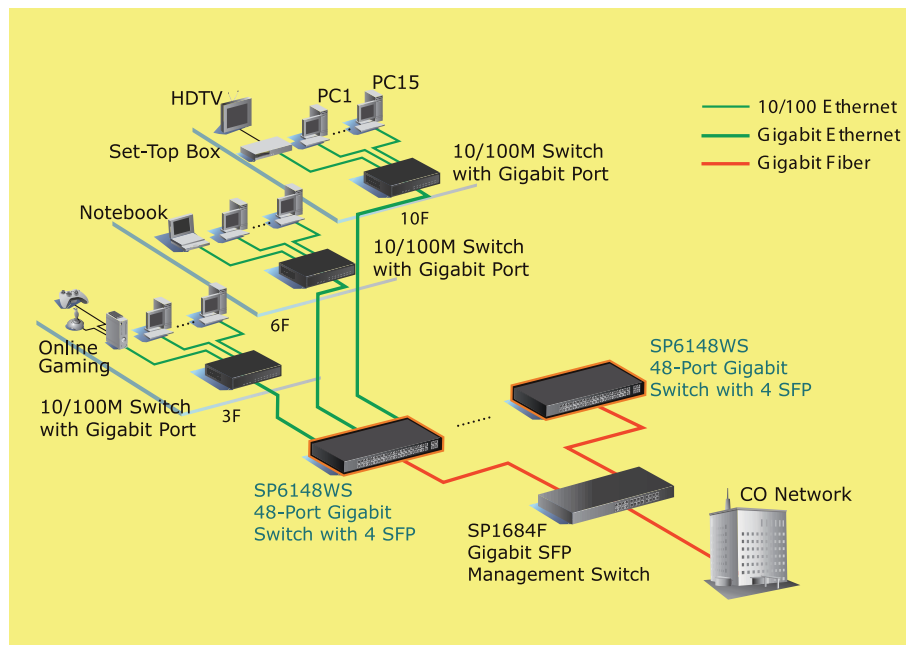 PC15
HDTV
PC1
10/100 Ethernet
Gigabit Ethernet
Gigabit Fiber
Set-Top Box
10/100M Switch
with Gigabit Port
Notebook
10F
10/100M Switch
with Gigabit Port
6F
Online
Gaming
10/100M Switch
with Gigabit Port
3F
SP6148WS
48-Port Gigabit
Switch with 4 SFP
SP6148WS
48-Port Gigabit
Switch with 4 SFP
SP1684F
Gigabit SFP
Management Switch
CO Network